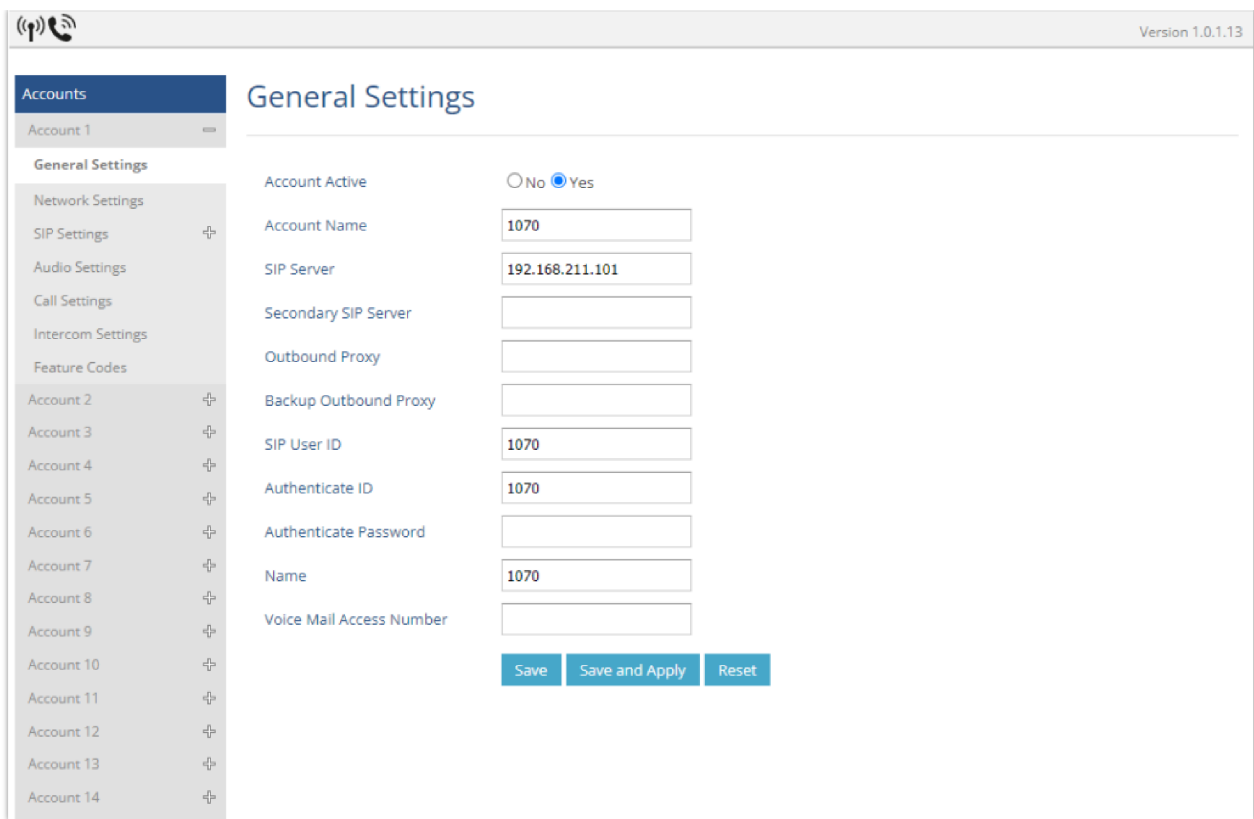 Version 1.0.1.13
Accounts
Account 1
General Settings
Network Settings
SIP Settings
Audio Settings
Call Settings
Intercom Settings
Feature Codes
Account 2
Account 3
Account 4
Account 5
Account 6
Account 7
Account 8
Account 9
Account 10
Account 11
Account 12
Account 13
Account 14
General Settings
Account Active No Yes
Account Name 1070
SIP Server 192.168.211.101
Secondary SIP Server
Outbound Proxy
Backup Outbound Proxy
SIP User ID 1070
Authenticate ID 1070
Authenticate Password
Name 1070
Voice Mail Access Number
Save Save and Apply Reset